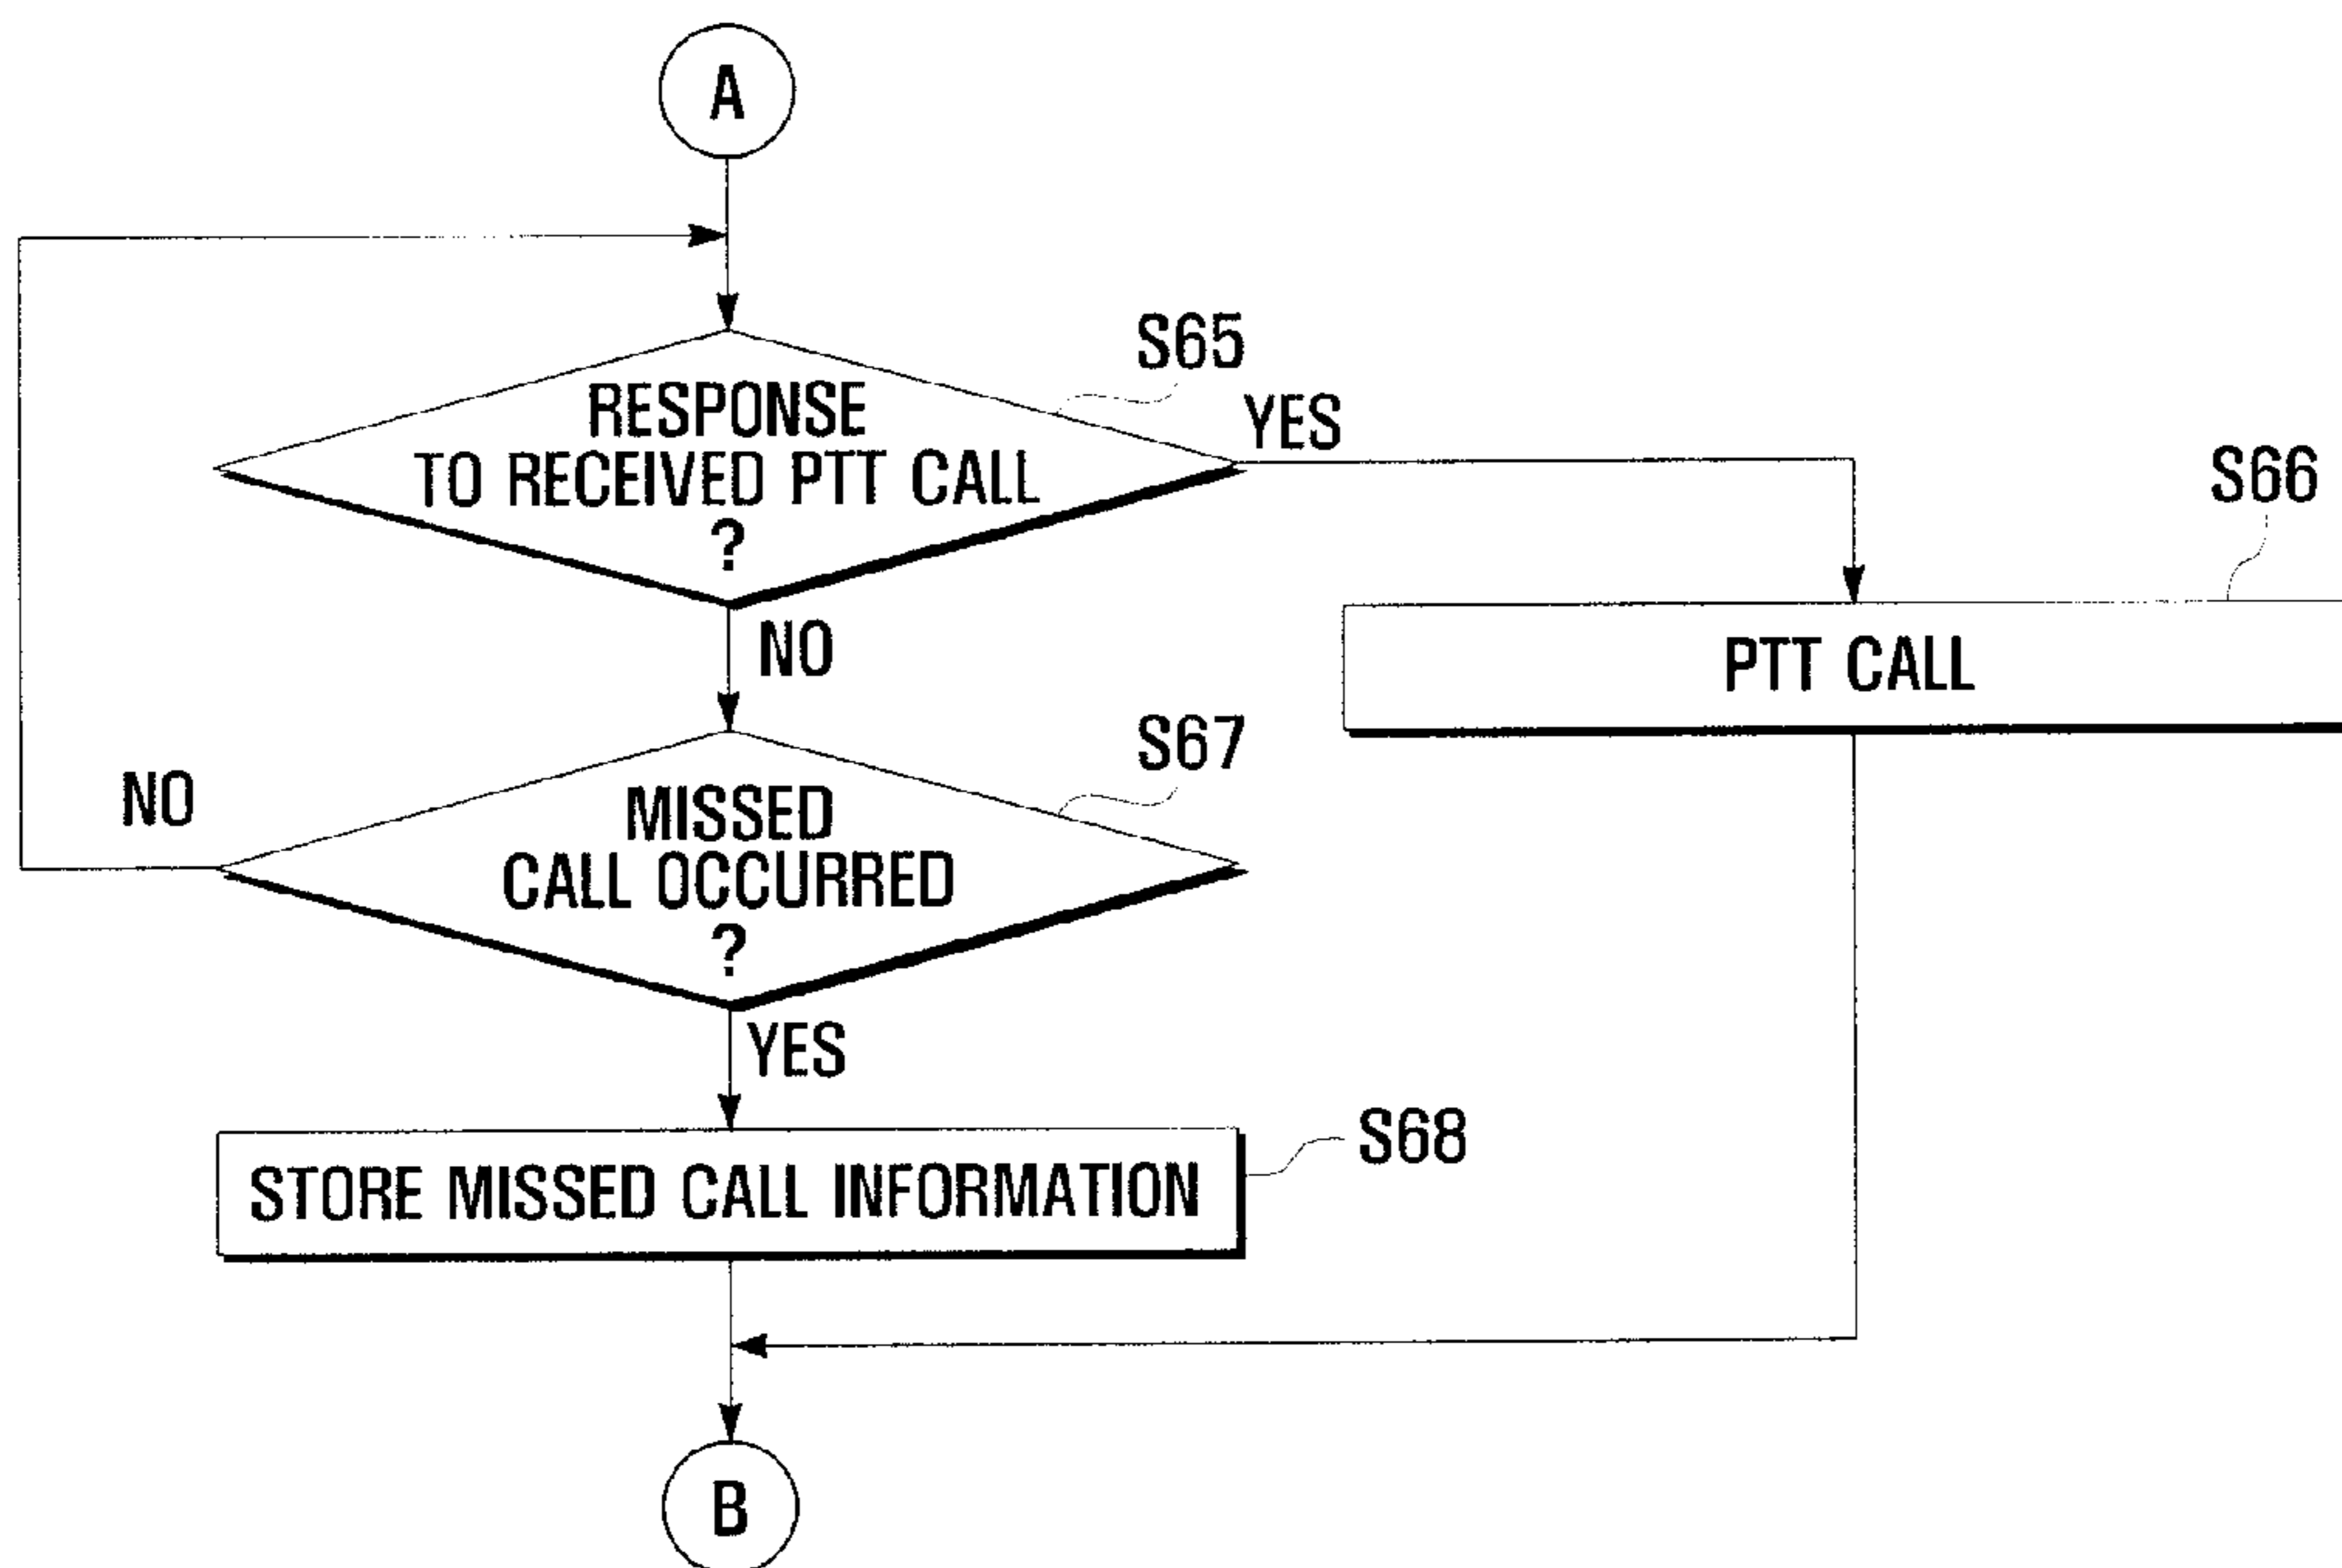 A
S65
RESPONSE
TO RECEIVED PTT CALL
?
YES
S66
PTT CALL
NO
S67
MISSED
CALL OCCURRED
?
NO
YES
S68
STORE MISSED CALL INFORMATION
B